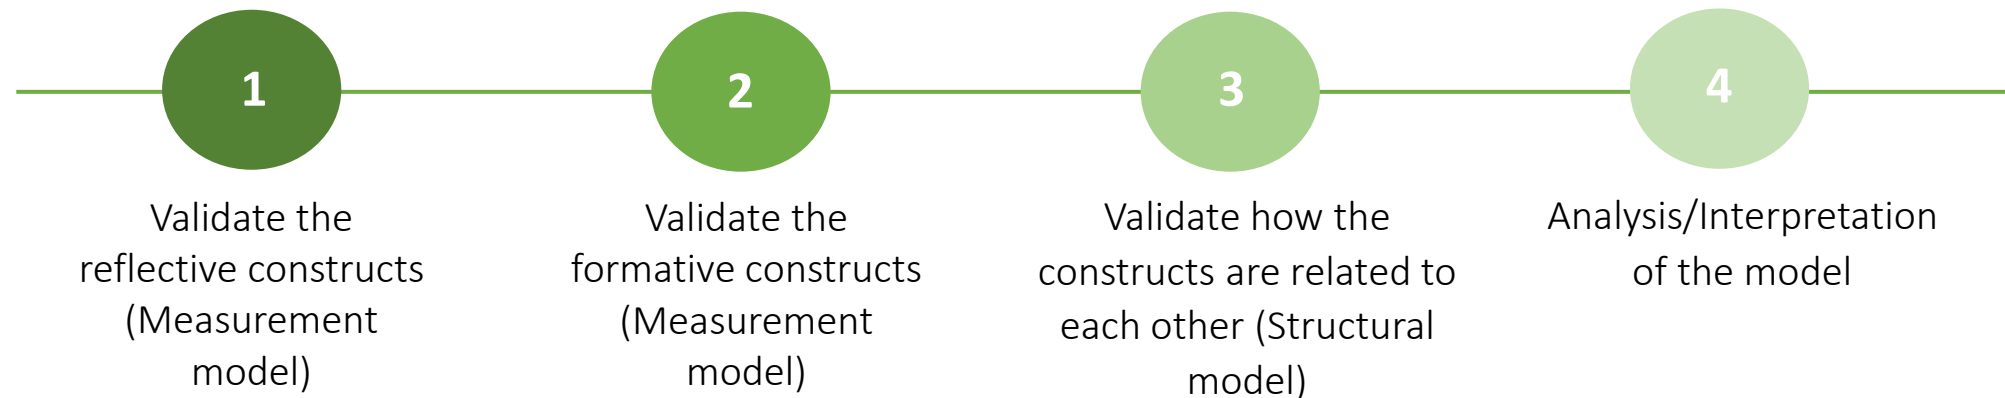 1
Validate the
reflective constructs
(Measurement
model)
2
Validate the
formative constructs
(Measurement
model)
3
Validate how the
constructs are related to
each other (Structural
model)
4
Analysis/Interpretation
of the model